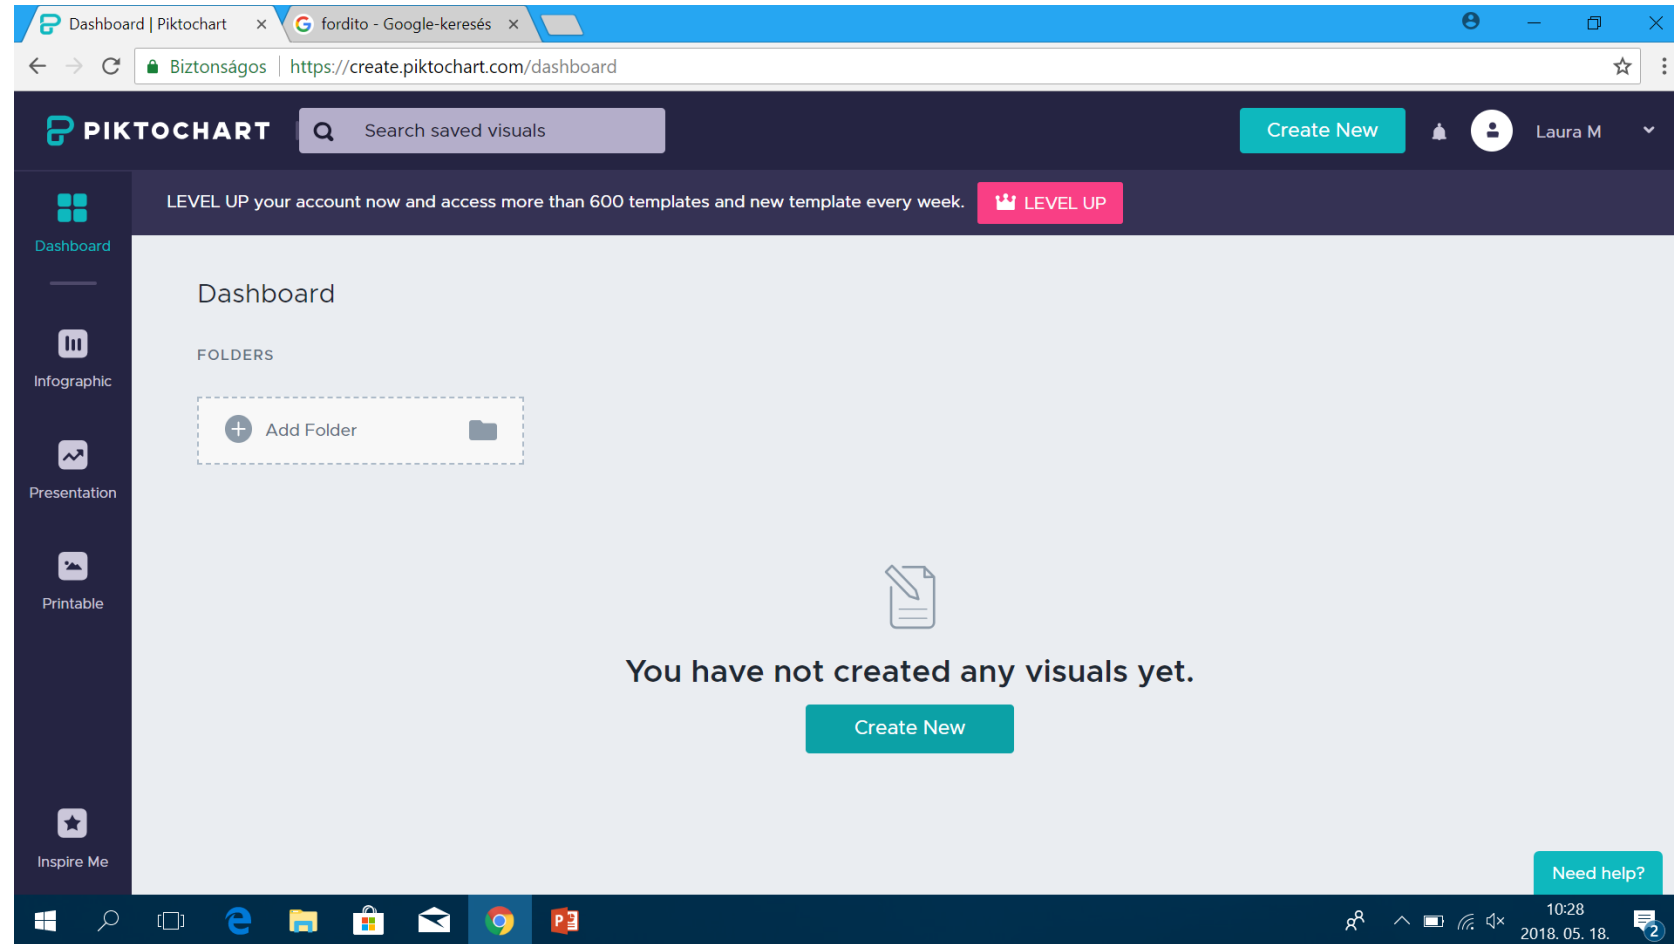 Dashboard | Piktochart
fordito - Google-keresés
Biztonságos https://create.piktochart.com/dashboard
PIKTOCHART Search saved visuals Create New Laura M
LEVEL UP your account now and access more than 600 templates and new template every week. LEVEL UP
Dashboard
Infographic
Presentation
Printable
Inspire Me
Dashboard
FOLDERS
Add Folder
You have not created any visuals yet.
Create New
Need help?
10:28
2018. 05. 18.
2